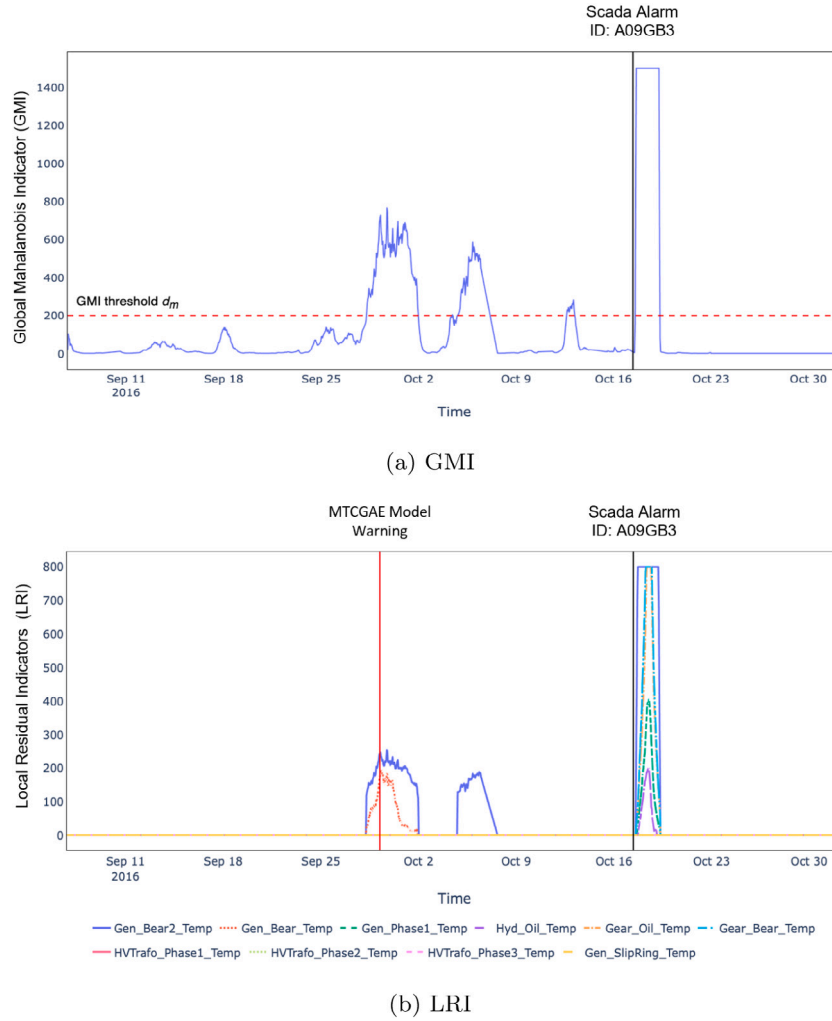 Scada Alarm
ID: A09GB3
Global Mahalanobis Indicator (GMI)
1400
1200
1000
800
600
400
GMI threshold dm
200
0
Sep 11 Sep 18 Sep 25 Oct 2 Oct 9 Oct 16 Oct 23 Oct 30
2016
Time
(a) GMI
MTCGAE Model Scada Alarm
Warning ID: A09GB3
Local Residual Indicators (LRI)
800
700
600
500
400
300
200
100
0
Sep 11 Sep 18 Sep 25 Oct 2 Oct 9 Oct 16 Oct 23 Oct 30
2016
Time
Gen_Bear2_Temp Gen_Bear_Temp Gen_Phase1_Temp Hyd_Oil_Temp Gear_Oil_Temp Gear_Bear_Temp
HVTrafo_Phase1_Temp HVTrafo_Phase2_Temp HVTrafo_Phase3_Temp Gen_SlipRing_Temp
(b) LRI